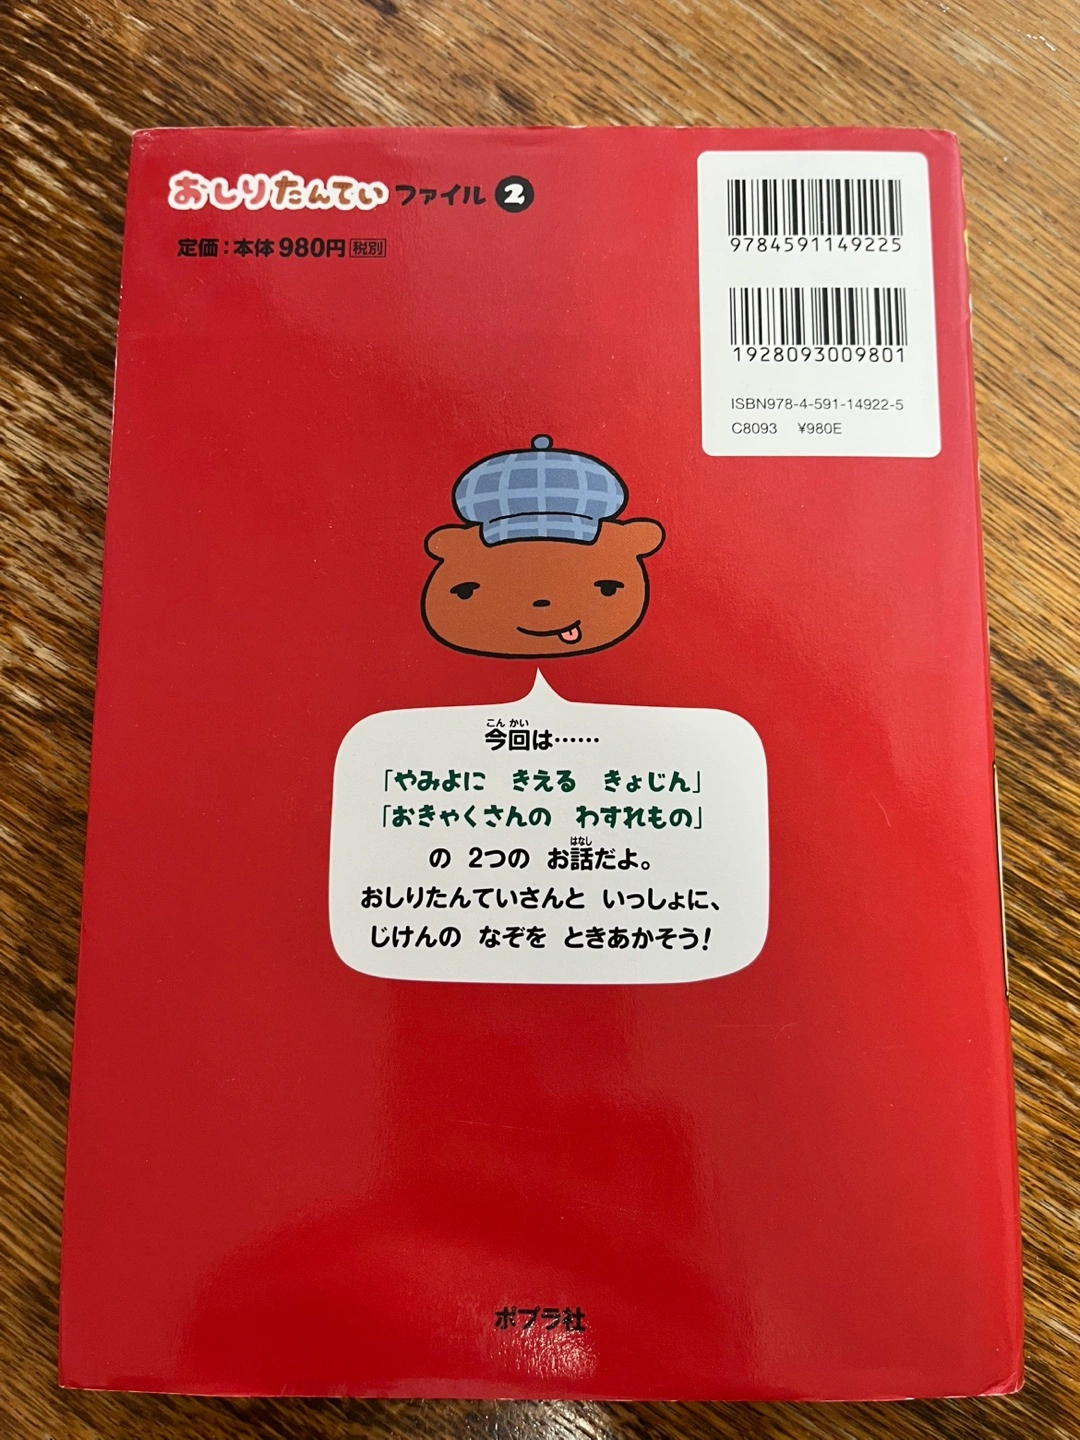 おしりたんてい ファイル 2
定価:本体980円 税別
9784591149225
1928093009801
ISBN978-4-591-14922-5
C8093 ¥980E
こん かい
今回は……
「やみよに きえる きょじん」
「おきゃくさんの わすれもの」
はなし
の 2つの お話だよ。
おしりたんていさんと いっしょに、
じけんの なぞを ときあかそう!
ポプラ社